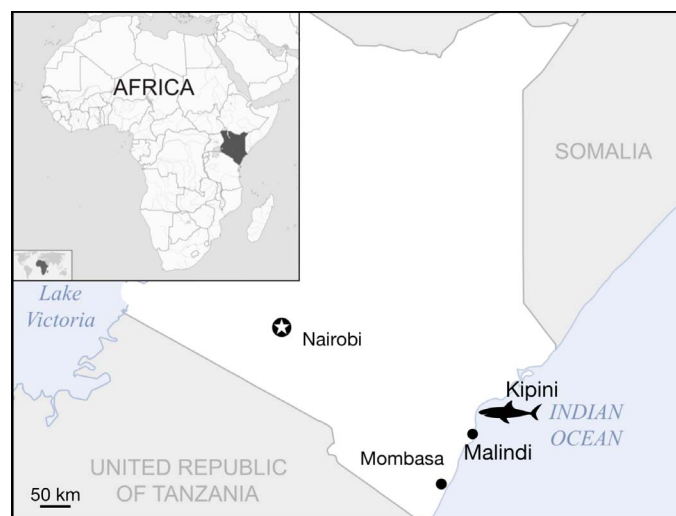 AFRICA
SOMALIA
Lake
Victoria
Nairobi
Kipini
INDIAN
OCEAN
Malindi
Mombasa
UNITED REPUBLIC
OF TANZANIA
50 km